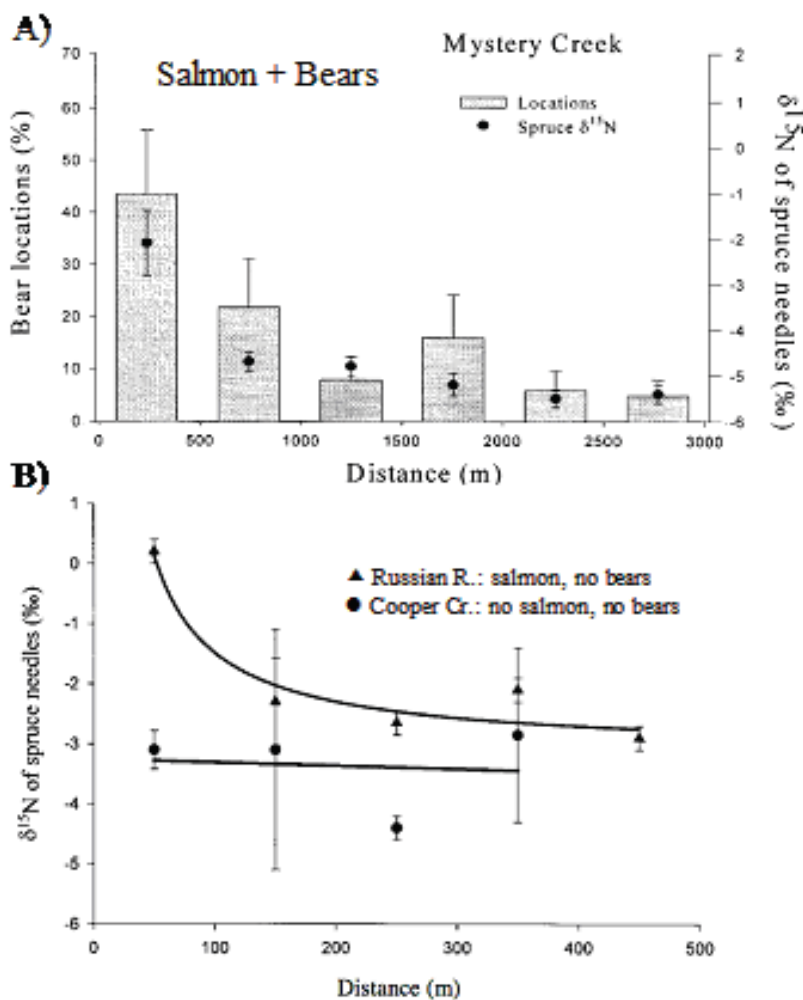 A)
Mystery Creek
Salmon + Bears
Locations
Spruce δ¹⁵N
Bear locations (%)
70
60
50
40
30
20
10
0
2
1
0
-1
-2
-3
-4
-5
-6
δ¹⁵N of spruce needles (‰)
0 500 1000 1500 2000 2500 3000
Distance (m)
B)
δ¹⁵N of spruce needles (‰)
1
0
-1
-2
-3
-4
-5
-6
Russian R.: salmon, no bears
Cooper Cr.: no salmon, no bears
0 100 200 300 400 500
Distance (m)